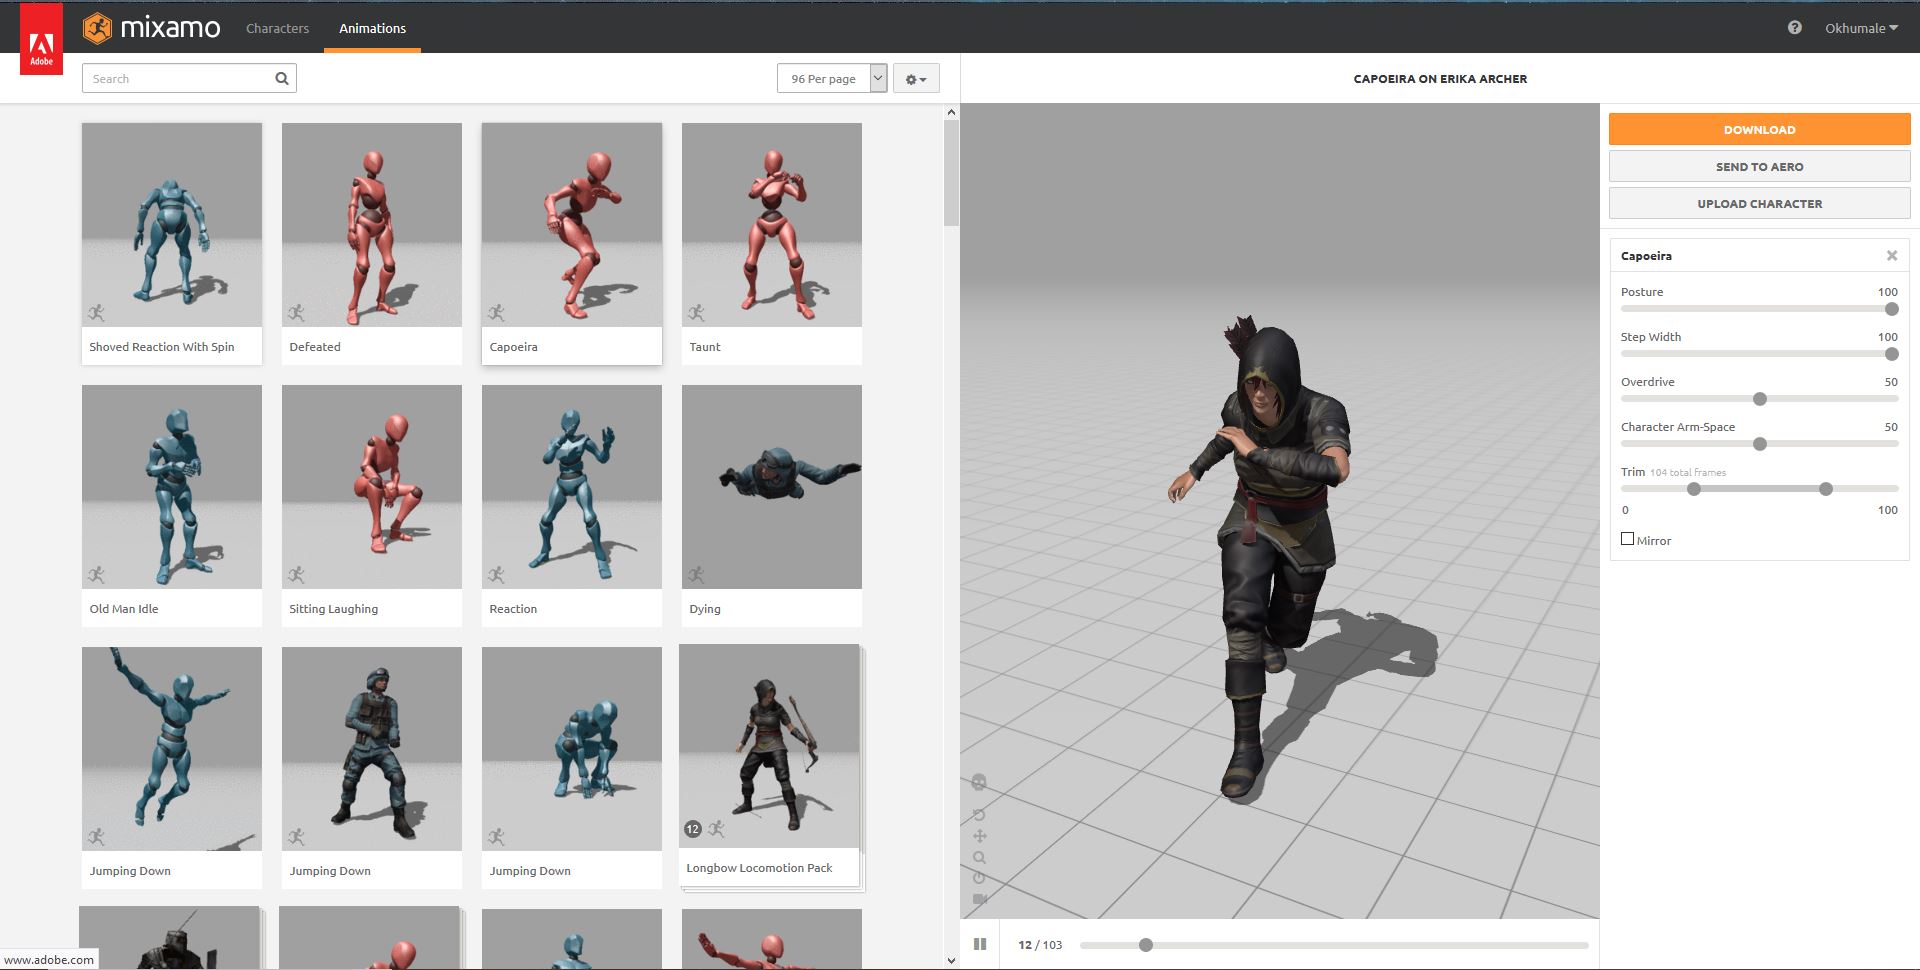 Adobe
mixamo
Characters
Animations
Okhumale
Search
96 Per page
CAPOEIRA ON ERIKA ARCHER
Shoved Reaction With Spin
Defeated
Capoeira
Taunt
Old Man Idle
Sitting Laughing
Reaction
Dying
Jumping Down
Jumping Down
Jumping Down
12
Longbow Locomotion Pack
www.adobe.com
12 / 103
DOWNLOAD
SEND TO AERO
UPLOAD CHARACTER
Capoeira
Posture 100
Step Width 100
Overdrive 50
Character Arm-Space 50
Trim 104 total frames
0 100
Mirror